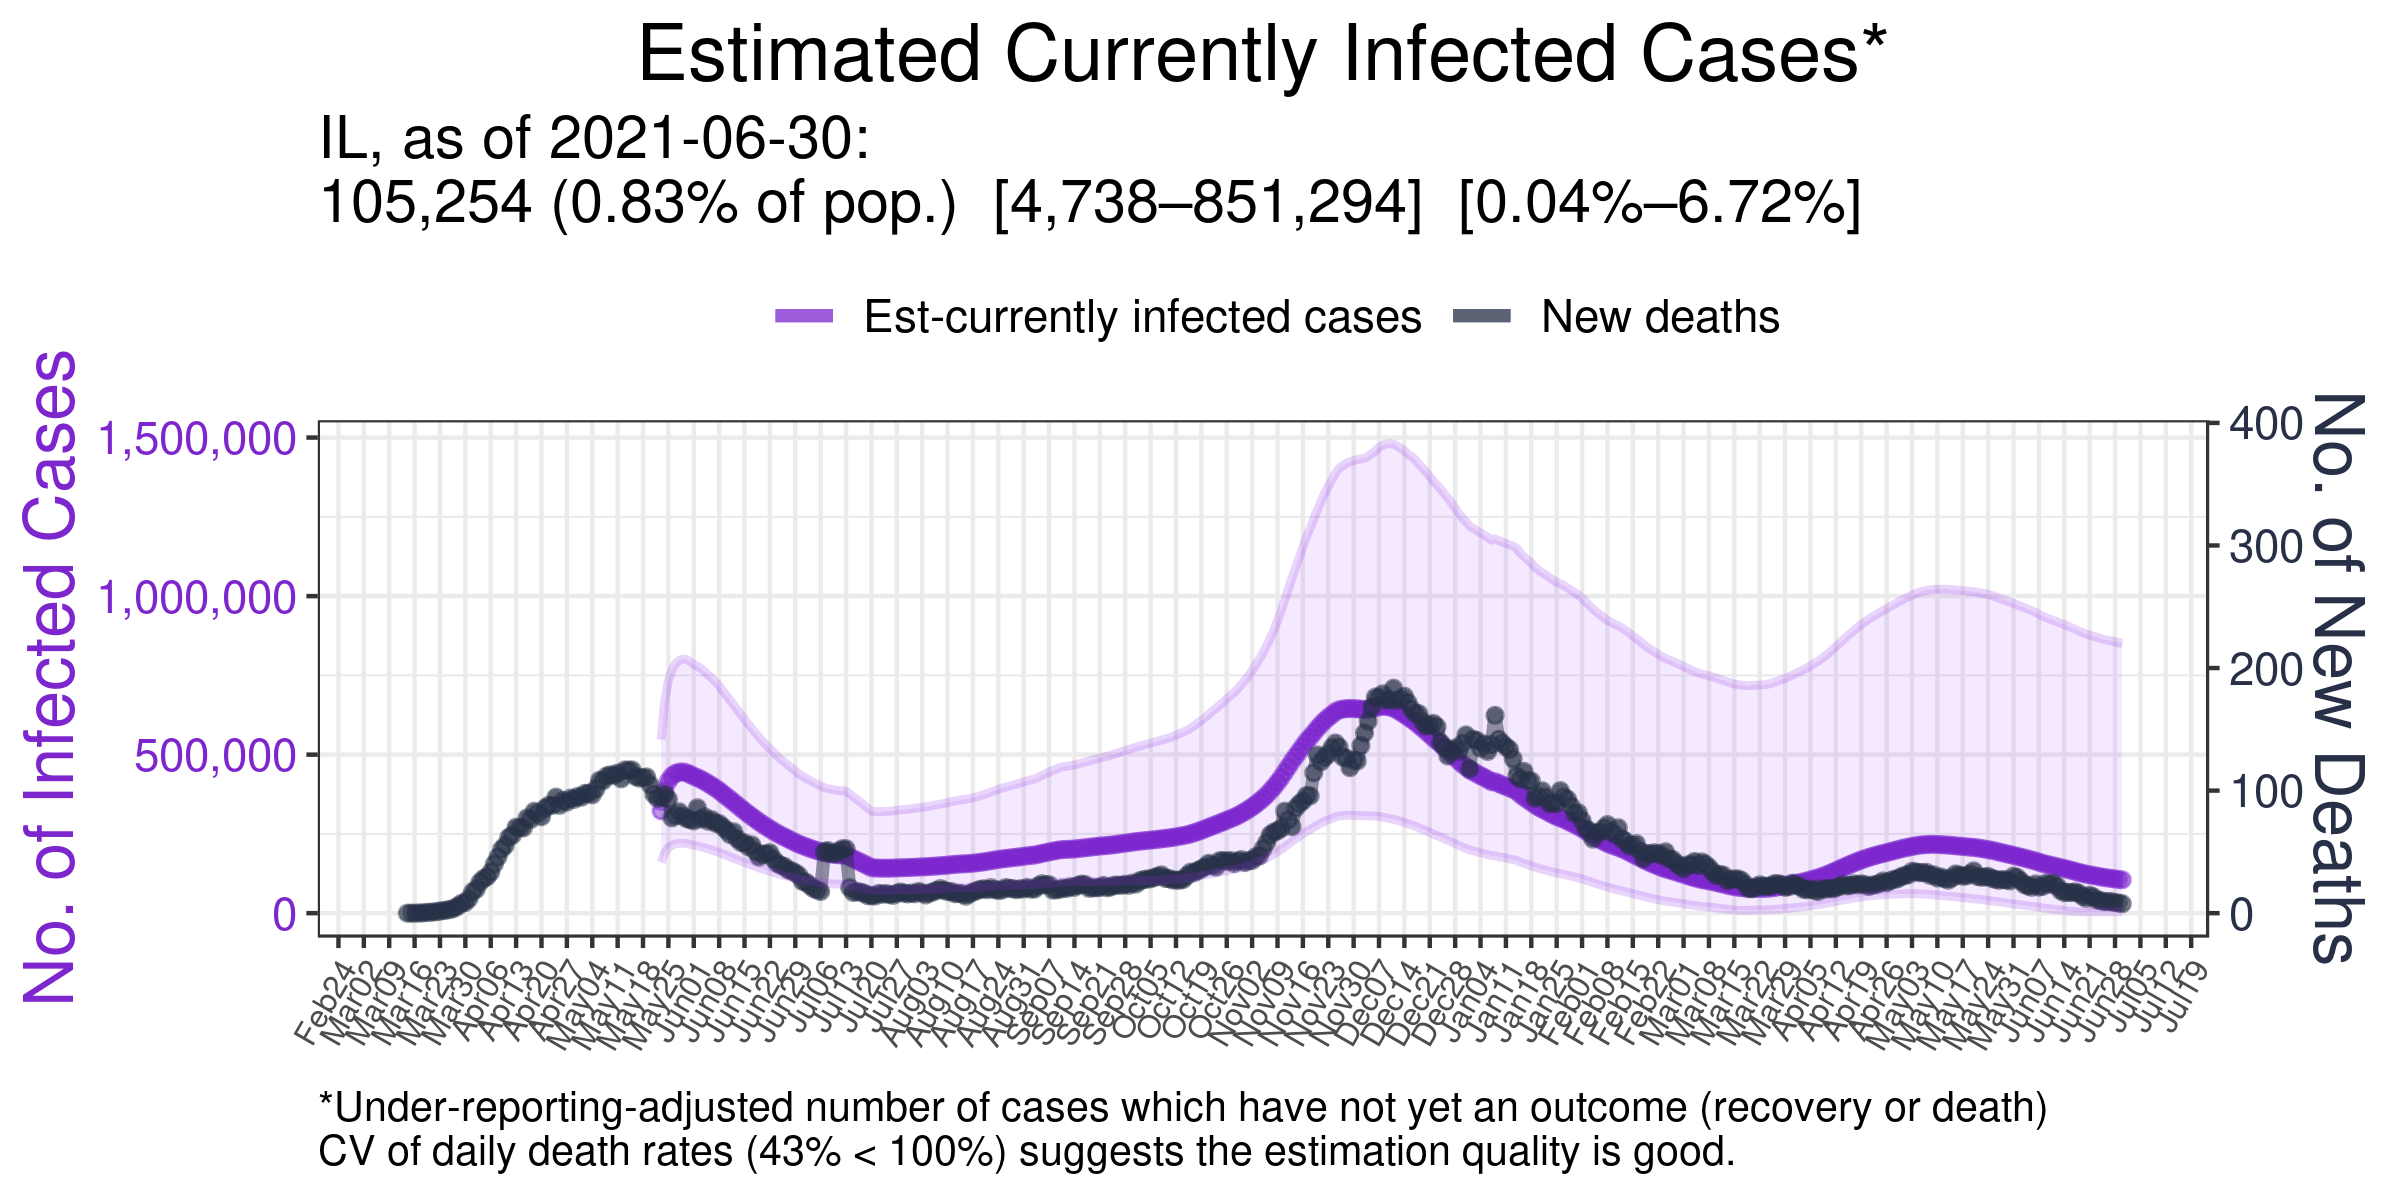 Estimated Currently Infected Cases*
IL, as of 2021-06-30:
105,254 (0.83% of pop.) [4,738–851,294] [0.04%–6.72%]
Est-currently infected cases
New deaths
No. of Infected Cases
1,500,000
1,000,000
500,000
0
400
300
200
100
0
No. of New Deaths
Feb24
Mar02
Mar09
Mar16
Mar23
Mar30
Apr06
Apr13
Apr20
Apr27
May04
May11
May18
May25
Jun01
Jun08
Jun15
Jun22
Jun29
Jul06
Jul13
Jul20
Jul27
Aug03
Aug10
Aug17
Aug24
Aug31
Sep07
Sep14
Sep21
Sep28
Oct05
Oct12
Oct19
Oct26
Nov02
Nov09
Nov16
Nov23
Nov30
Dec07
Dec14
Dec21
Dec28
Jan04
Jan11
Jan18
Jan25
Feb01
Feb08
Feb15
Feb22
Mar01
Mar08
Mar15
Mar22
Mar29
Apr05
Apr12
Apr19
Apr26
May03
May10
May17
May24
May31
Jun07
Jun14
Jun21
Jun28
Jul05
Jul12
Jul19
*Under-reporting-adjusted number of cases which have not yet an outcome (recovery or death)
CV of daily death rates (43% < 100%) suggests the estimation quality is good.